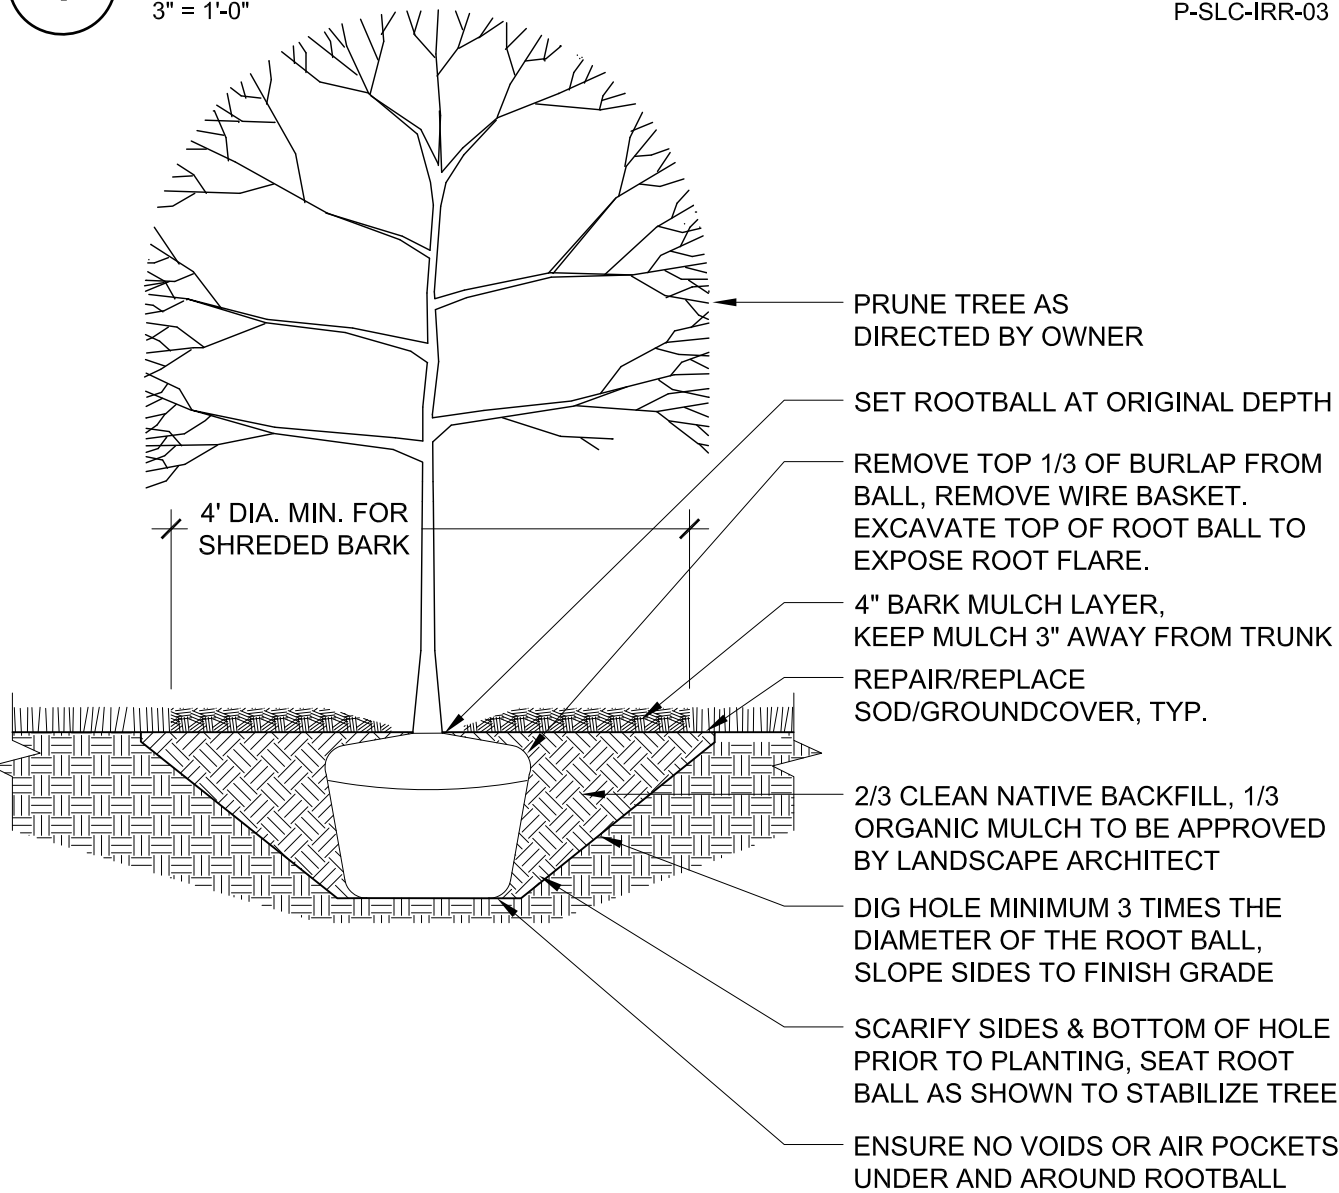 3" = 1'-0"
P-SLC-IRR-03
PRUNE TREE AS
DIRECTED BY OWNER
SET ROOTBALL AT ORIGINAL DEPTH
REMOVE TOP 1/3 OF BURLAP FROM
BALL, REMOVE WIRE BASKET.
EXCAVATE TOP OF ROOT BALL TO
EXPOSE ROOT FLARE.
4' DIA. MIN. FOR
SHREDED BARK
4" BARK MULCH LAYER,
KEEP MULCH 3" AWAY FROM TRUNK
REPAIR/REPLACE
SOD/GROUNDCOVER, TYP.
2/3 CLEAN NATIVE BACKFILL, 1/3
ORGANIC MULCH TO BE APPROVED
BY LANDSCAPE ARCHITECT
DIG HOLE MINIMUM 3 TIMES THE
DIAMETER OF THE ROOT BALL,
SLOPE SIDES TO FINISH GRADE
SCARIFY SIDES & BOTTOM OF HOLE
PRIOR TO PLANTING, SEAT ROOT
BALL AS SHOWN TO STABILIZE TREE
ENSURE NO VOIDS OR AIR POCKETS
UNDER AND AROUND ROOTBALL